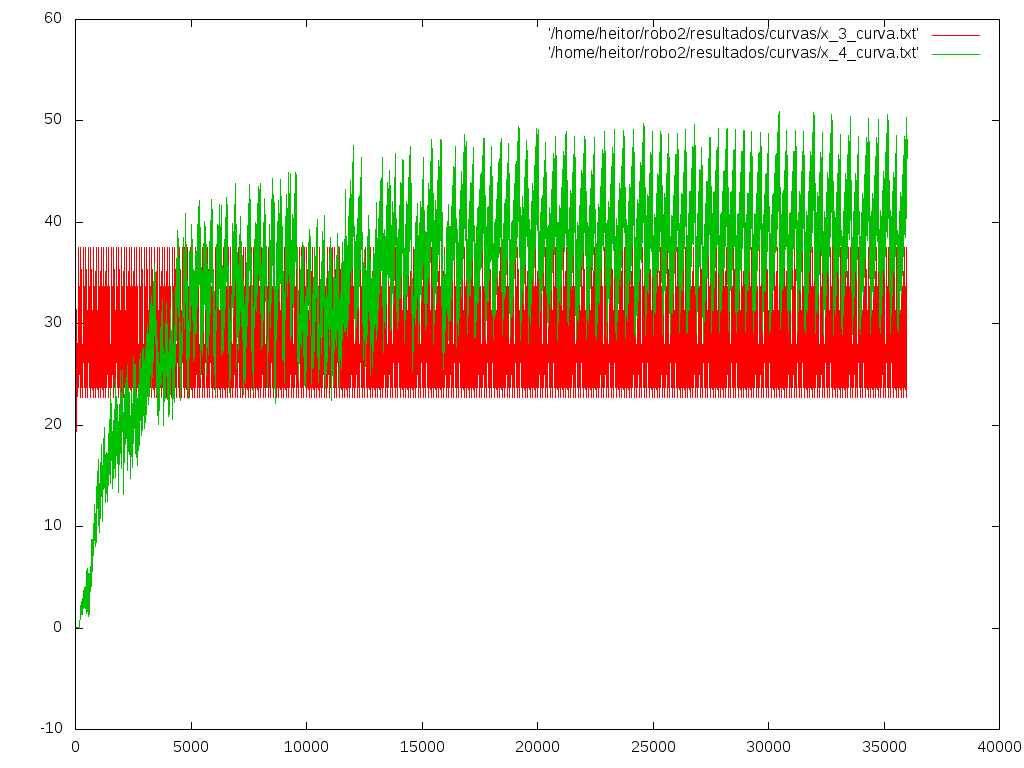 60
50
40
30
20
10
0
-10
'/home/heitor/robo2/resultados/curvas/x_3_curva.txt'
'/home/heitor/robo2/resultados/curvas/x_4_curva.txt'
0 5000 10000 15000 20000 25000 30000 35000 40000